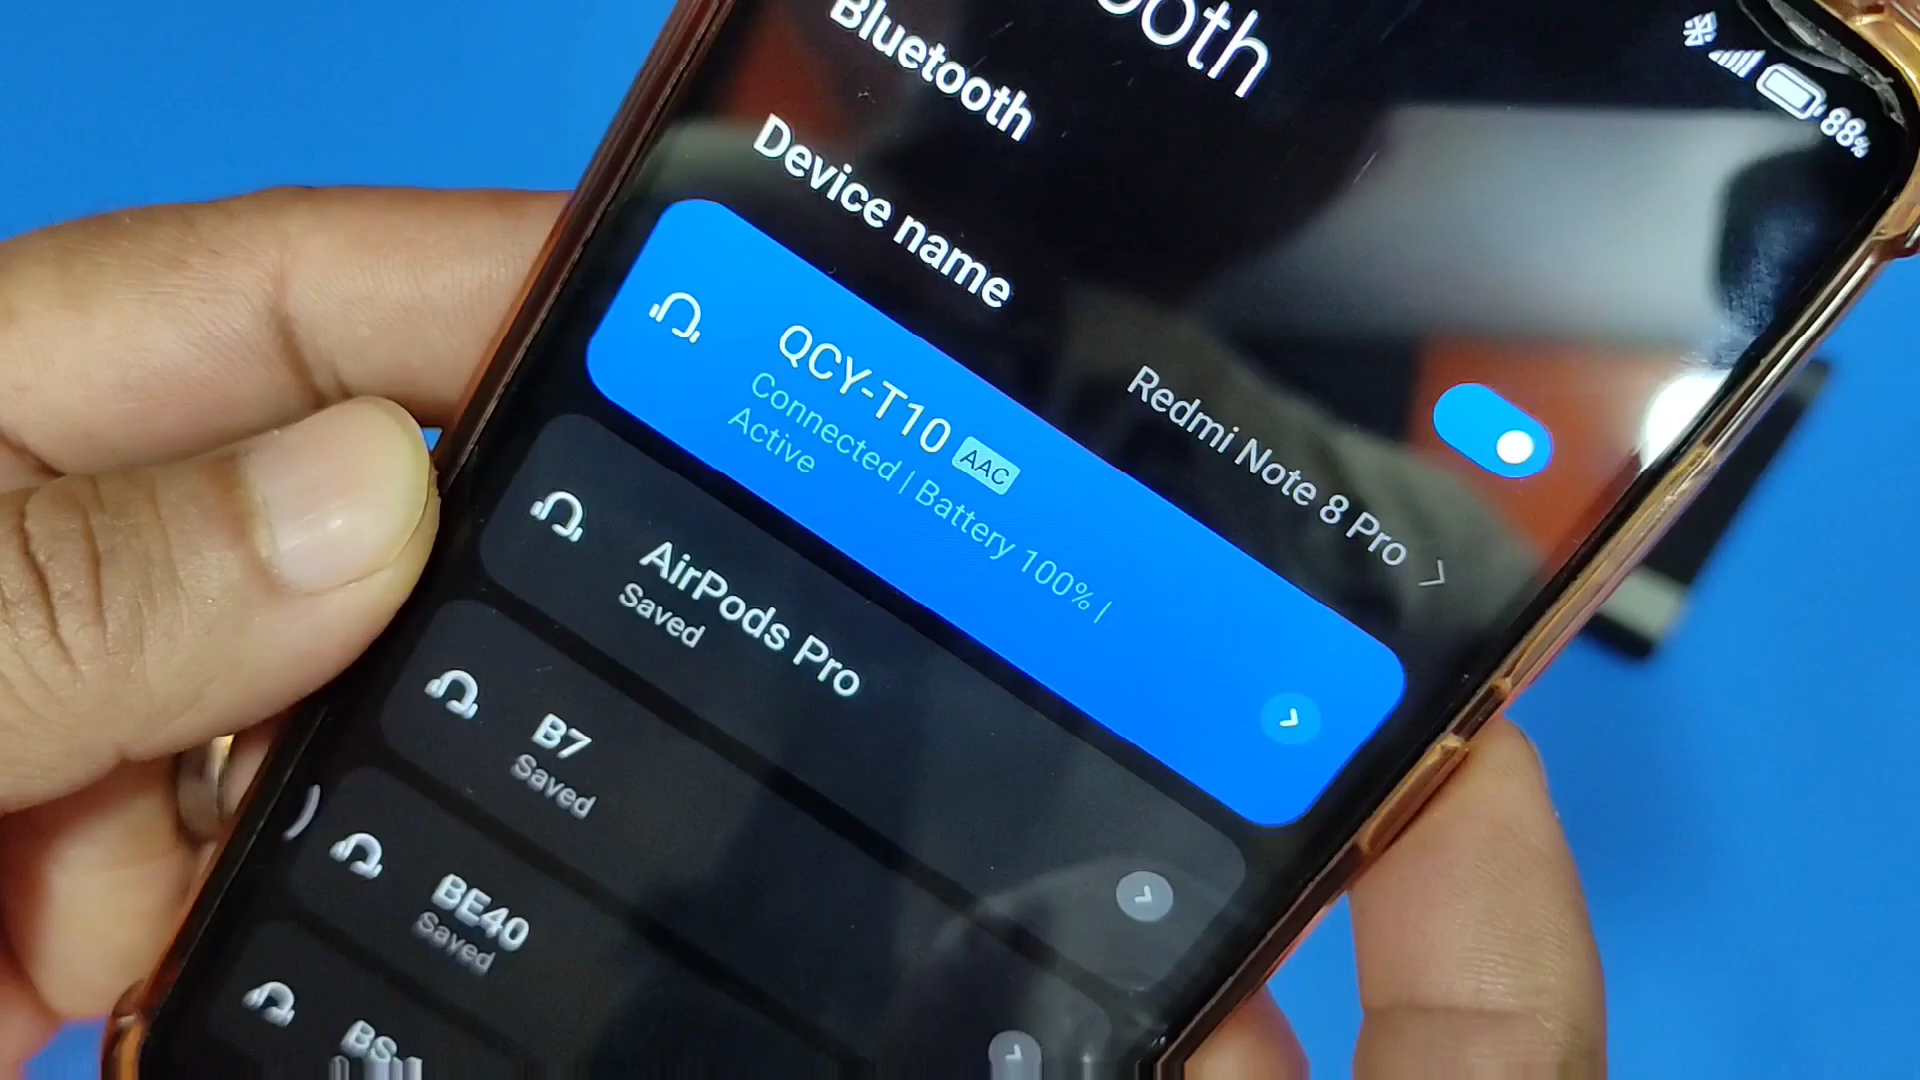 ooth
88%
Bluetooth
Device name
Redmi Note 8 Pro
QCY-T10 AAC
Connected | Battery 100% |
Active
AirPods Pro
Saved
B7
Saved
BE40
Saved